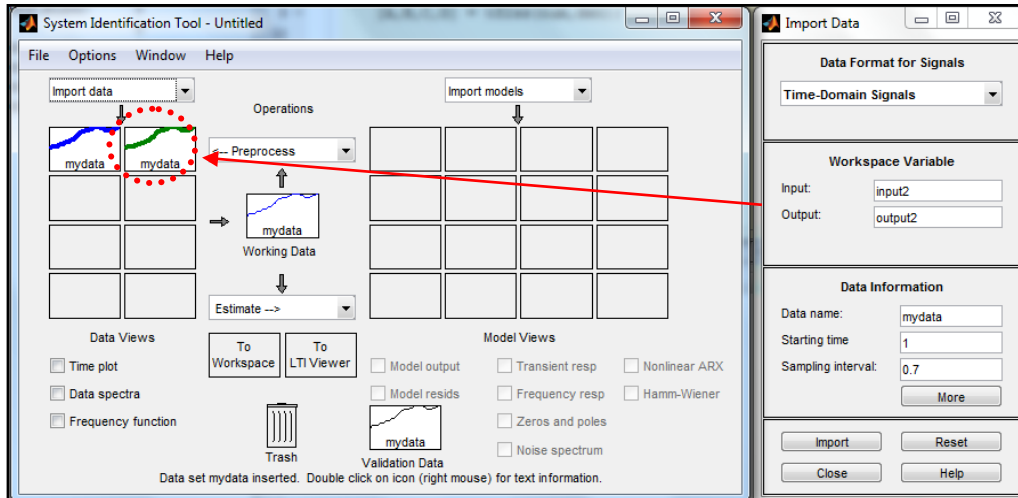 System Identification Tool - Untitled
File Options Window Help
Import data
Operations
Import models
mydata
mydata
<-- Preprocess
mydata
Working Data
Estimate -->
Data Views
Time plot
Data spectra
Frequency function
To Workspace
To LTI Viewer
Trash
Model Views
Model output
Transient resp
Nonlinear ARX
Model resids
Frequency resp
Hamm-Wiener
Zeros and poles
Noise spectrum
mydata
Validation Data
Data set mydata inserted. Double click on icon (right mouse) for text information.
Import Data
Data Format for Signals
Time-Domain Signals
Workspace Variable
Input: input2
Output: output2
Data Information
Data name: mydata
Starting time 1
Sampling interval: 0.7
More
Import Reset
Close Help